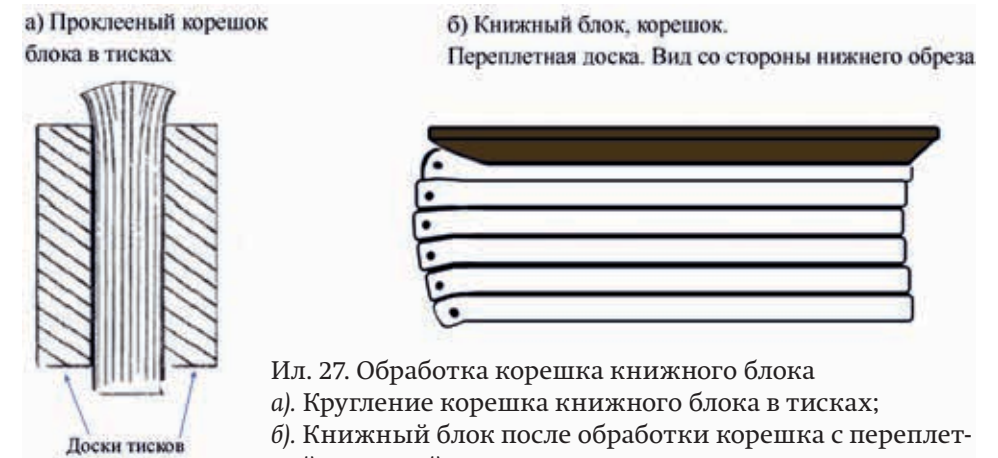 а) Проклееный корешок
блока в тисках
б) Книжный блок, корешок.
Переплетная доска. Вид со стороны нижнего обреза
Доски тисков
Ил. 27. Обработка корешка книжного блока
а). Кругление корешка книжного блока в тисках;
б). Книжный блок после обработки корешка с переплет-